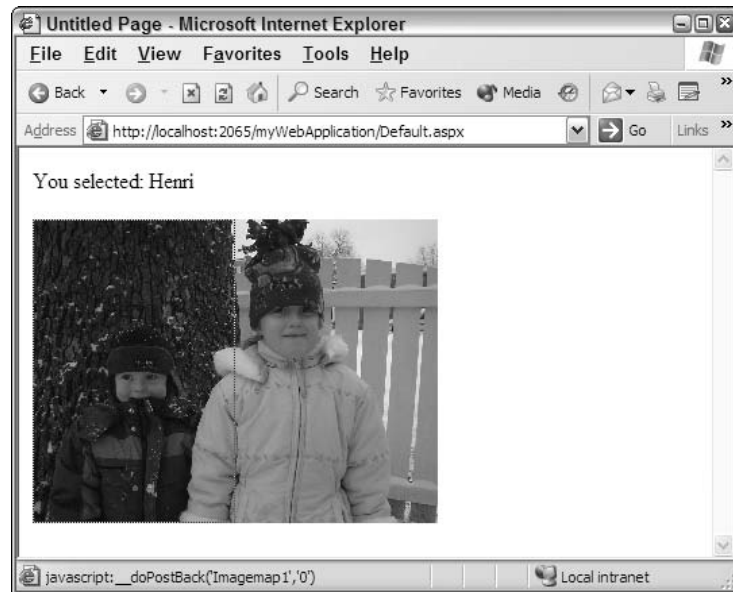 Untitled Page - Microsoft Internet Explorer
File Edit View Favorites Tools Help
Back Search Favorites Media »
Address http://localhost:2065/myWebApplication/Default.aspx Go Links »
You selected: Henri
javascript:__doPostBack('Imagemap1','0') Local intranet